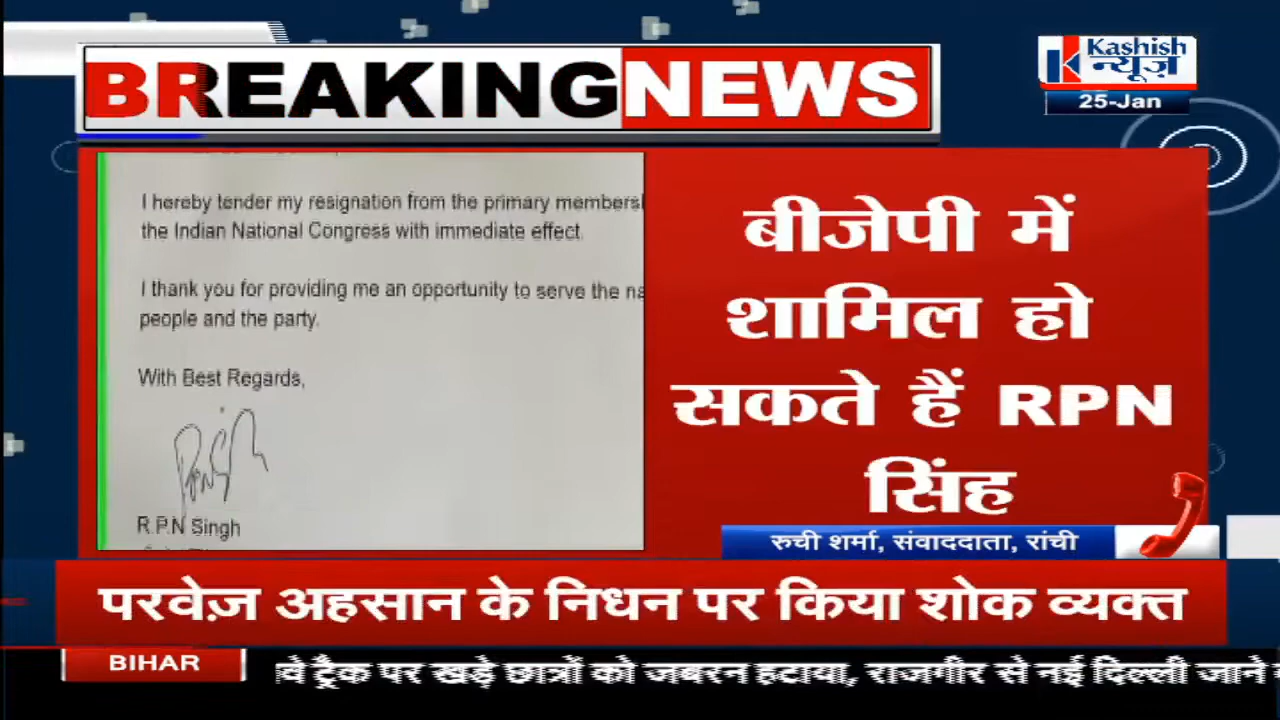 BREAKING NEWS
Kashish
न्यूज़
25-Jan
I hereby tender my resignation from the primary
the Indian National Congress with immediate effect.
I thank you for providing me an opportunity to serve the
people and the party.
With Best Regards,
R.P.N Singh
बीजेपी में
शामिल हो
सकते हैं RPN
सिंह
रुची शर्मा, संवाददाता, रांची
परवेज़ अहसान के निधन पर किया शोक व्यक्त
BIHAR
ट्रैक पर खड़े छात्रों को जबरन हटाया, राजगीर से नई दिल्ली जाने